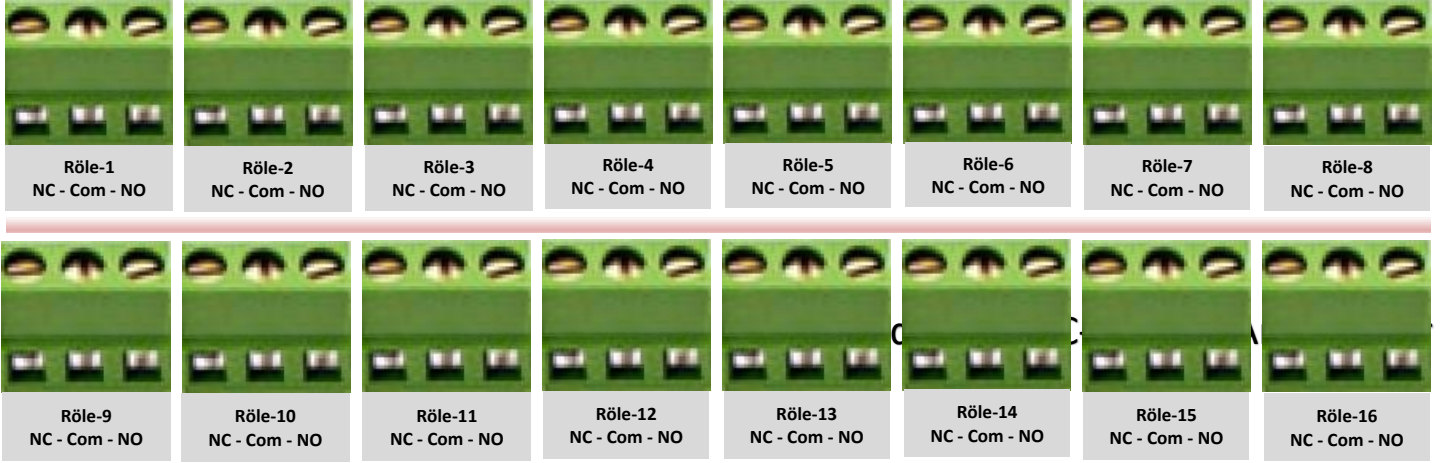 Röle-1
NC - Com - NO
Röle-2
NC - Com - NO
Röle-3
NC - Com - NO
Röle-4
NC - Com - NO
Röle-5
NC - Com - NO
Röle-6
NC - Com - NO
Röle-7
NC - Com - NO
Röle-8
NC - Com - NO
Röle-9
NC - Com - NO
Röle-10
NC - Com - NO
Röle-11
NC - Com - NO
Röle-12
NC - Com - NO
Röle-13
NC - Com - NO
Röle-14
NC - Com - NO
Röle-15
NC - Com - NO
Röle-16
NC - Com - NO